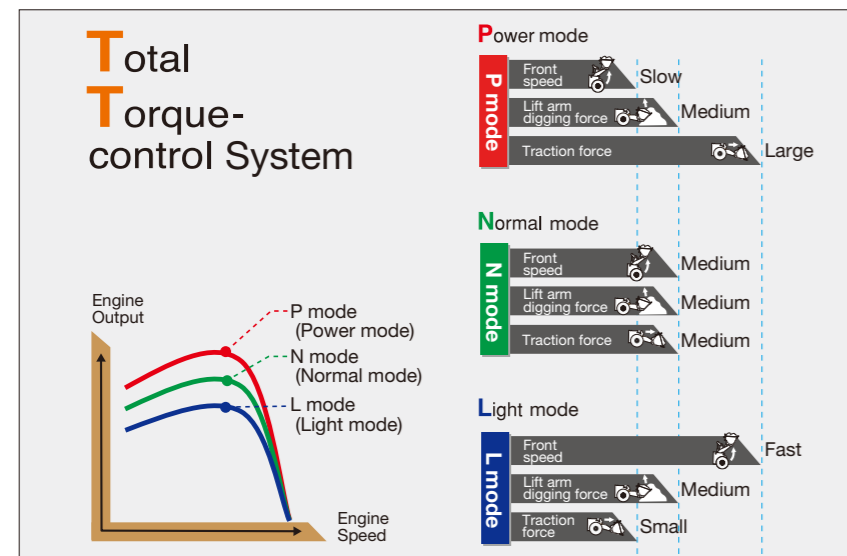 Total
Torque-
control System
Engine
Output
P mode
(Power mode)
N mode
(Normal mode)
L mode
(Light mode)
Engine
Speed
Power mode
P mode
Front
speed
Slow
Lift arm
digging force
Medium
Traction force
Large
Normal mode
N mode
Front
speed
Medium
Lift arm
digging force
Medium
Traction force
Medium
Light mode
L mode
Front
speed
Fast
Lift arm
digging force
Medium
Traction
force
Small